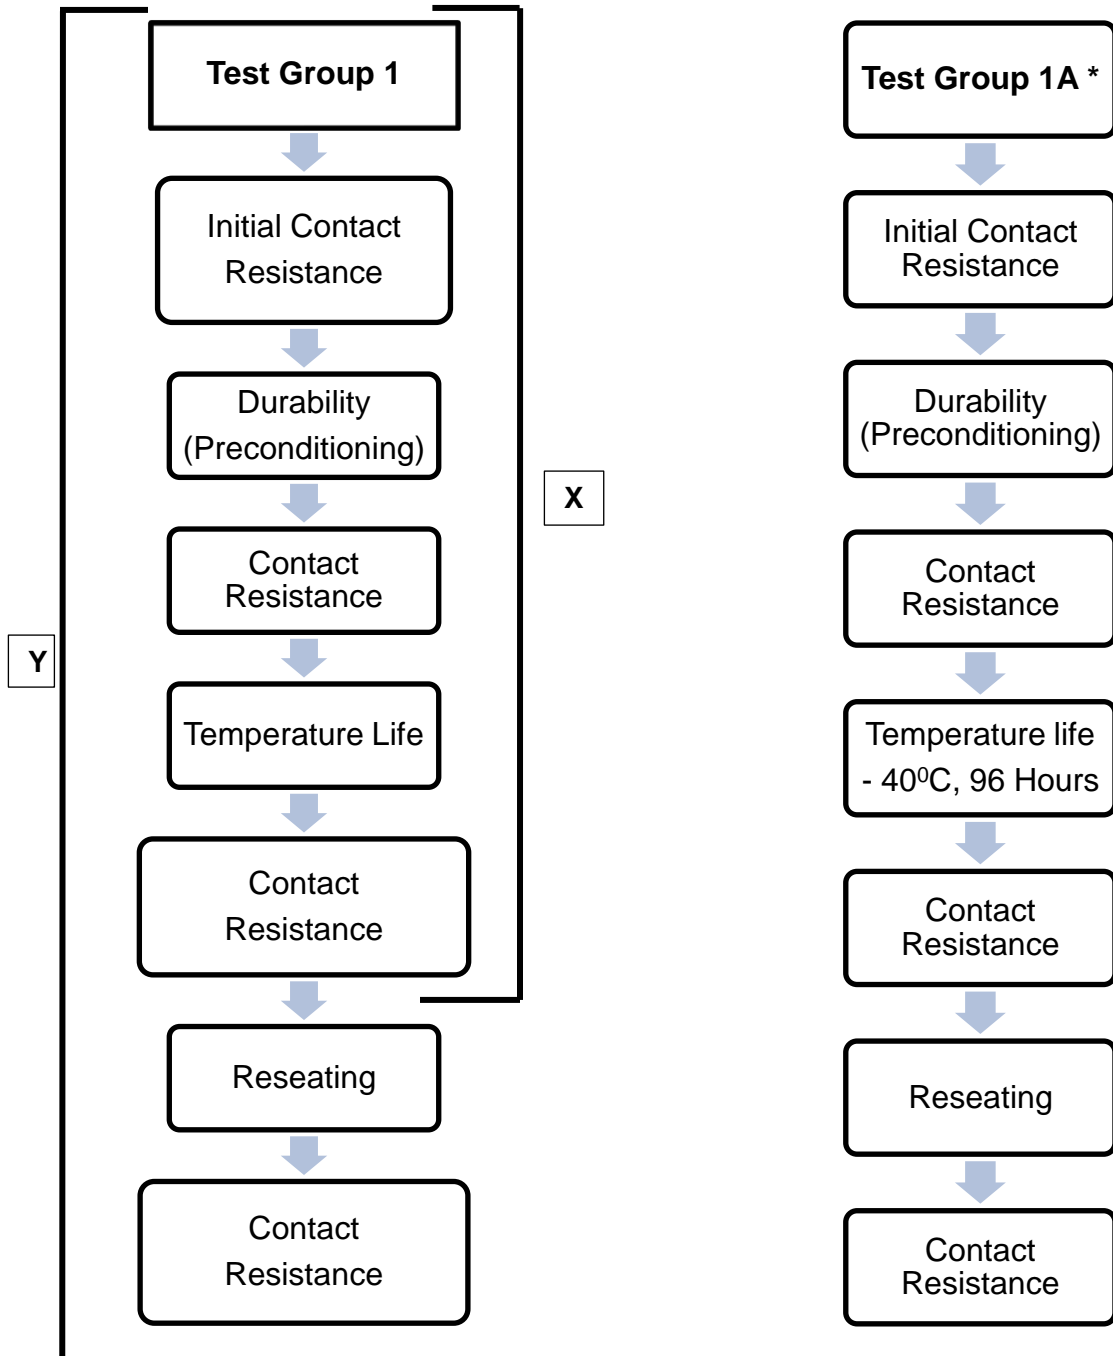 Test Group 1
Initial Contact
Resistance
Durability
(Preconditioning)
Contact
Resistance
Temperature Life
Contact
Resistance
Reseating
Contact
Resistance
X
Y
Test Group 1A *
Initial Contact
Resistance
Durability
(Preconditioning)
Contact
Resistance
Temperature life
- 40⁰C, 96 Hours
Contact
Resistance
Reseating
Contact
Resistance